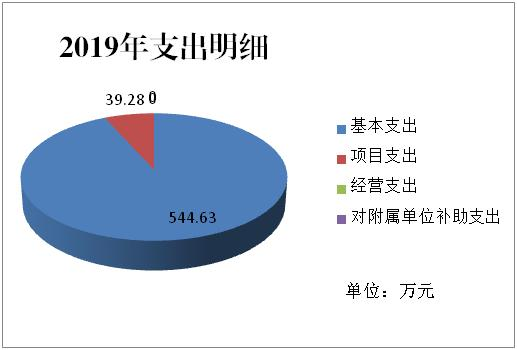 2019年支出明细
39.28 0
544.63
基本支出
项目支出
经营支出
对附属单位补助支出
单位：万元